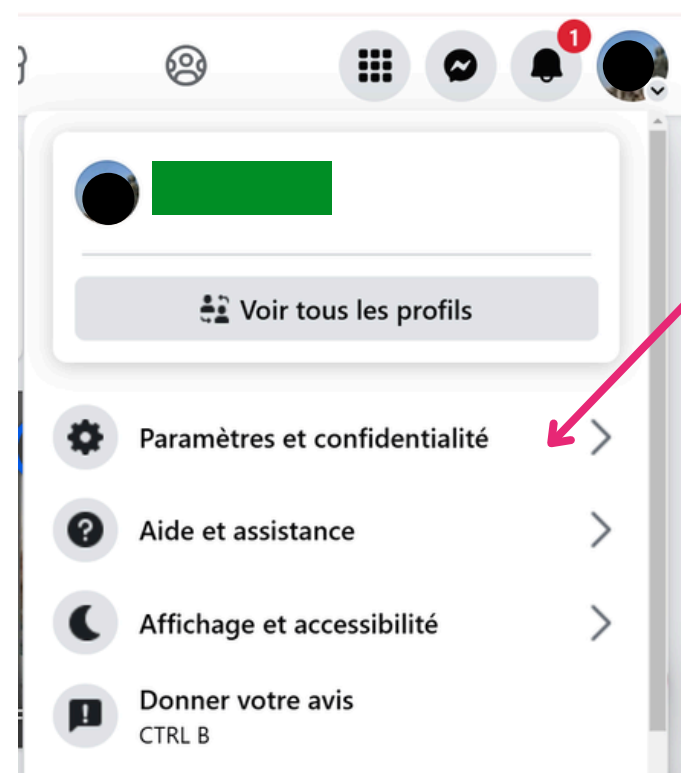 1
Voir tous les profils
Paramètres et confidentialité
Aide et assistance
Affichage et accessibilité
Donner votre avis
CTRL B